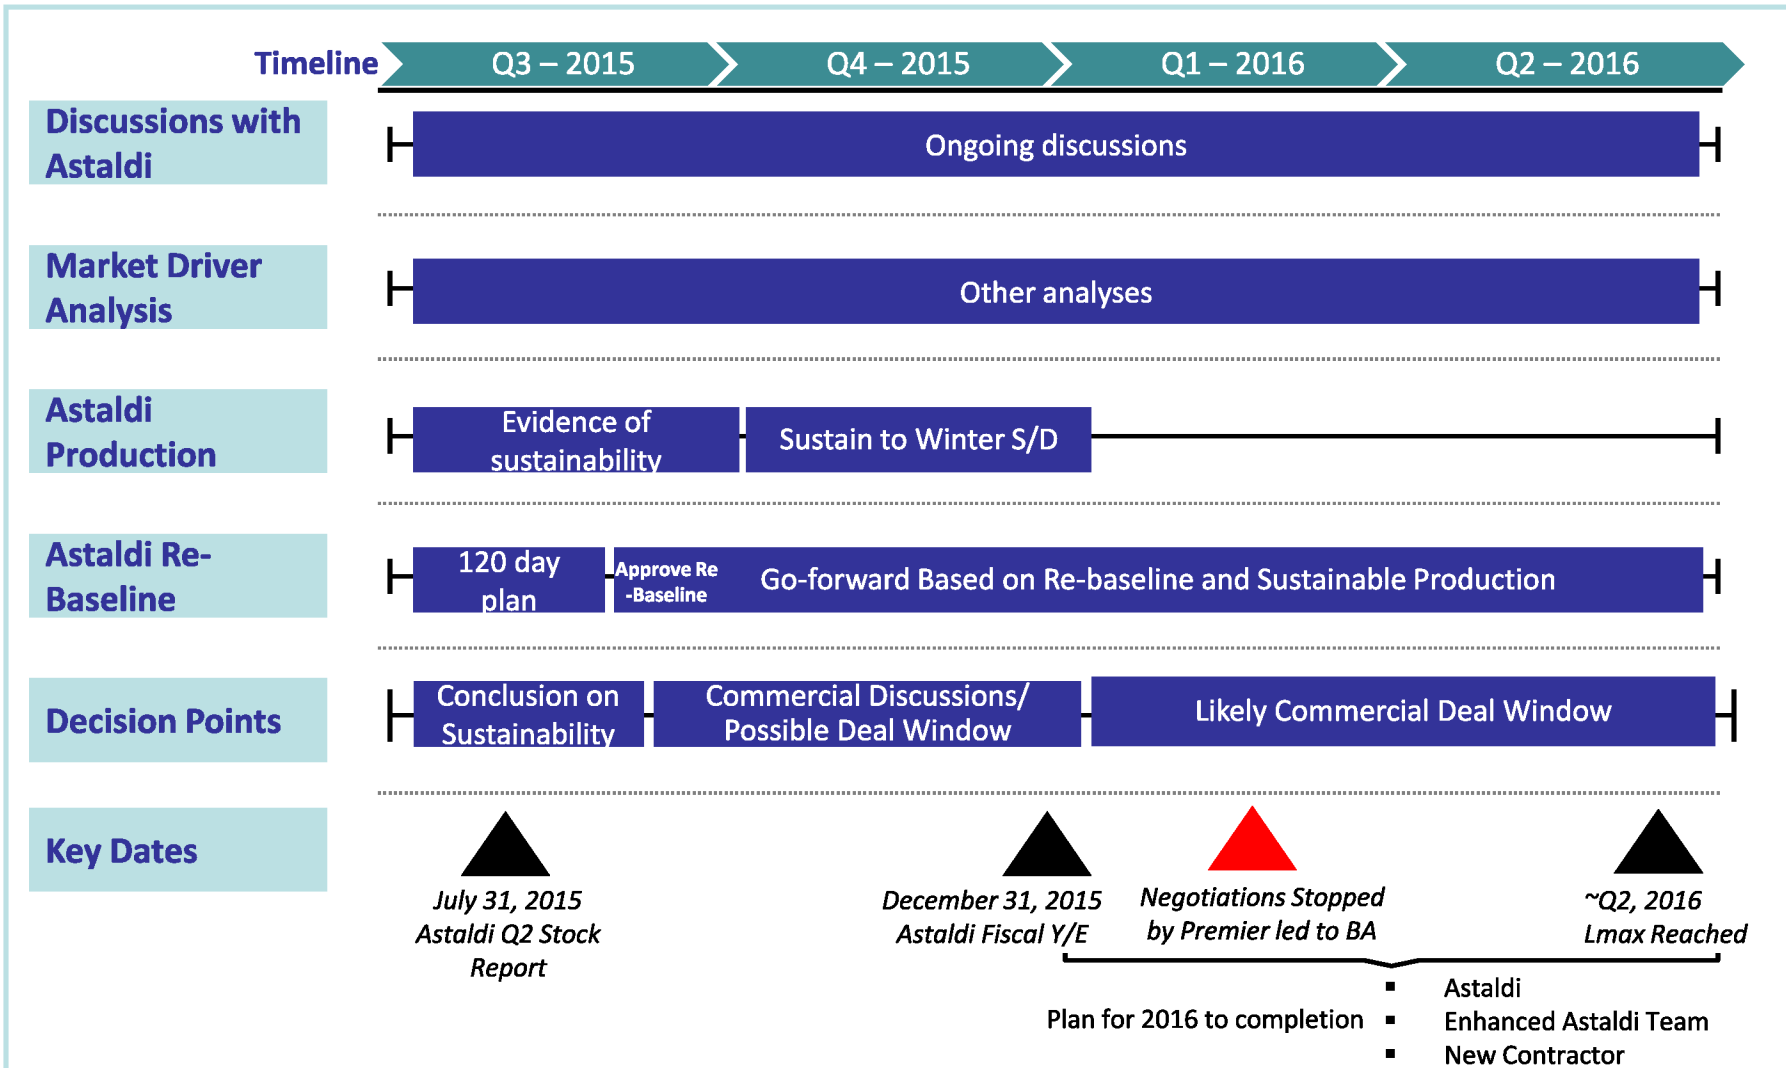 Timeline
Q3 – 2015
Q4 – 2015
Q1 – 2016
Q2 – 2016
Discussions with
Astaldi
Ongoing discussions
Market Driver
Analysis
Other analyses
Astaldi
Production
Evidence of
sustainability
Sustain to Winter S/D
Astaldi Re-
Baseline
120 day
plan
Approve Re
-Baseline
Go-forward Based on Re-baseline and Sustainable Production
Decision Points
Conclusion on
Sustainability
Commercial Discussions/
Possible Deal Window
Likely Commercial Deal Window
Key Dates
July 31, 2015
Astaldi Q2 Stock
Report
December 31, 2015
Astaldi Fiscal Y/E
Negotiations Stopped
by Premier led to BA
~Q2, 2016
Lmax Reached
Plan for 2016 to completion
▪ Astaldi
▪ Enhanced Astaldi Team
▪ New Contractor